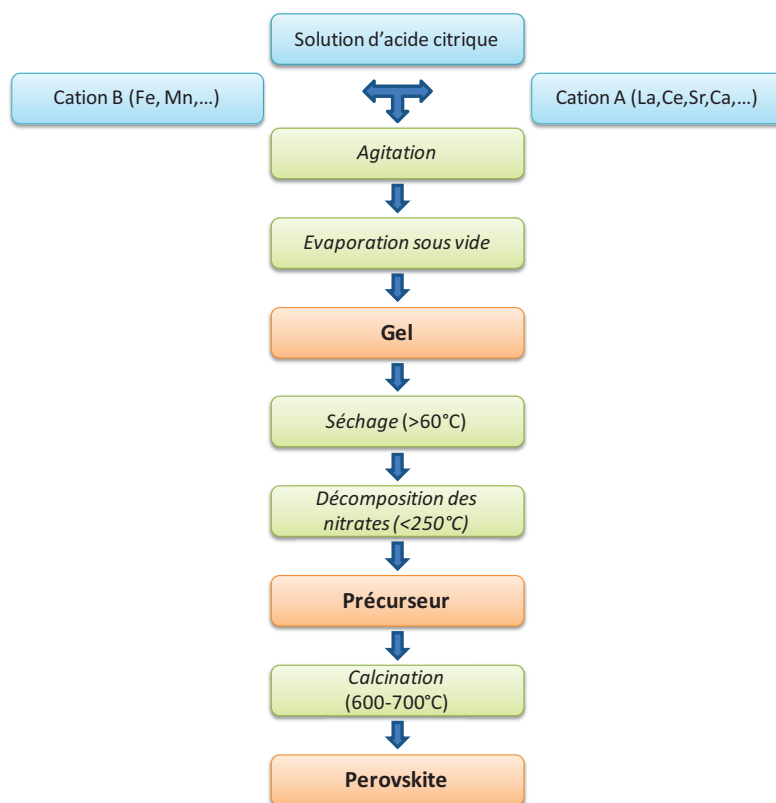 Solution d'acide citrique
Cation B (Fe, Mn,...)
Cation A (La,Ce,Sr,Ca,...)
Agitation
Evaporation sous vide
Gel
Séchage (>60°C)
Décomposition des
nitrates (<250°C)
Précurseur
Calcination
(600-700°C)
Perovskite